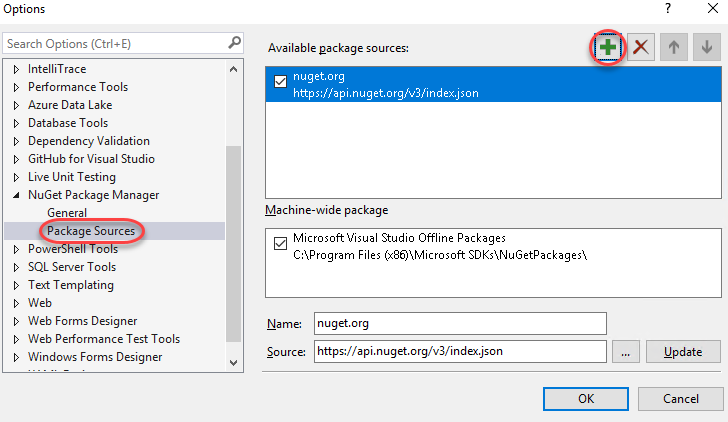 Options
?
Search Options (Ctrl+E)
IntelliTrace
Performance Tools
Azure Data Lake
Database Tools
Dependency Validation
GitHub for Visual Studio
Live Unit Testing
NuGet Package Manager
General
Package Sources
PowerShell Tools
SQL Server Tools
Text Templating
Web
Web Forms Designer
Web Performance Test Tools
Windows Forms Designer
Available package sources:
nuget.org
https://api.nuget.org/v3/index.json
Machine-wide package
Microsoft Visual Studio Offline Packages
C:\Program Files (x86)\Microsoft SDKs\NuGetPackages\
Name: nuget.org
Source: https://api.nuget.org/v3/index.json ... Update
OK Cancel